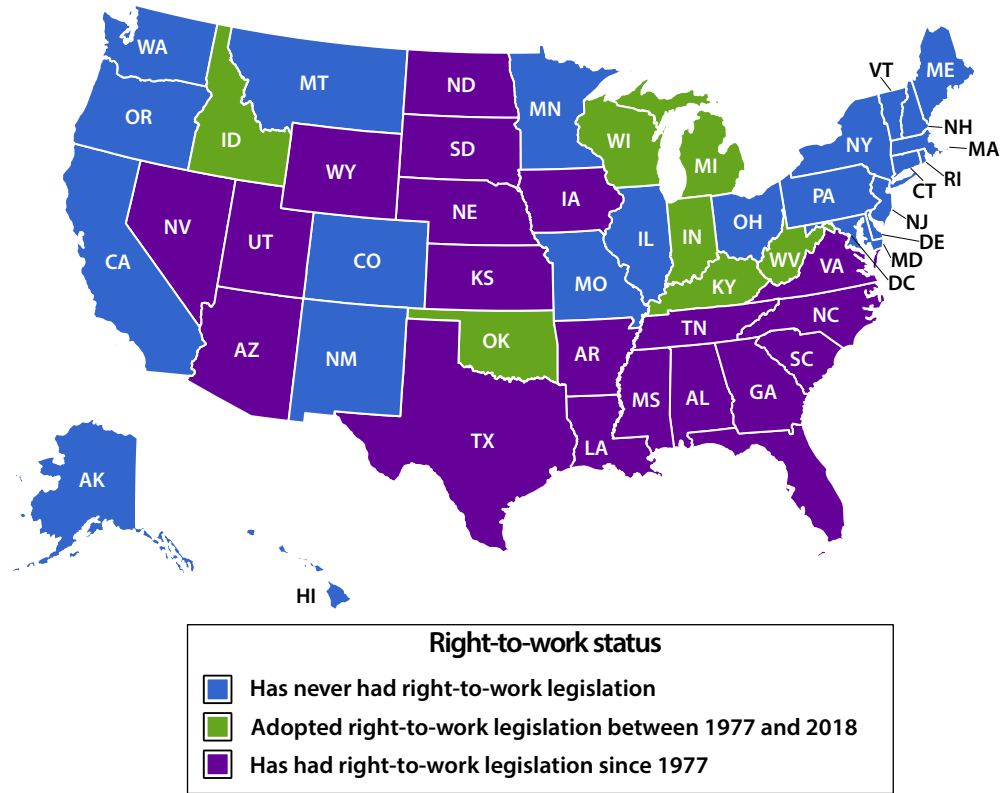 WA
MT
ND
MN
VT
ME
OR
ID
SD
WI
MI
NY
NH
MA
WY
RI
CT
NV
UT
NE
IA
PA
NJ
CA
CO
KS
MO
IL
IN
OH
DE
MD
DC
WV
VA
KY
AZ
NM
OK
AR
TN
NC
SC
TX
LA
MS
AL
GA
AK
HI
Right-to-work status
Has never had right-to-work legislation
Adopted right-to-work legislation between 1977 and 2018
Has had right-to-work legislation since 1977